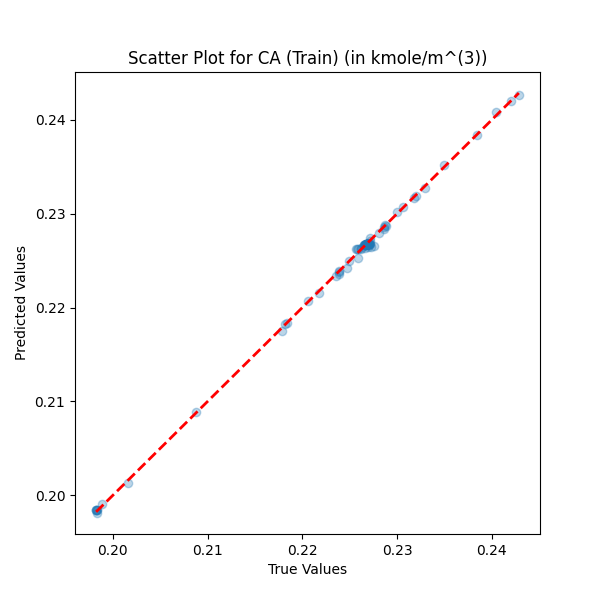 Scatter Plot for CA (Train) (in kmole/m^(3))
0.24
0.23
0.22
0.21
0.20
Predicted Values
0.20 0.21 0.22 0.23 0.24
True Values